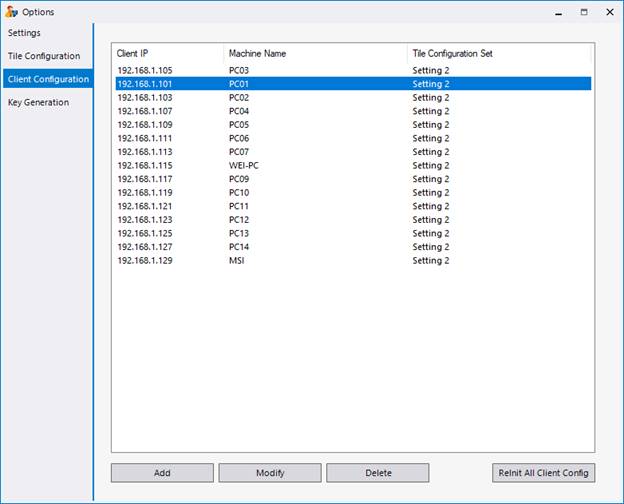 Options
Settings
Tile Configuration
Client Configuration
Key Generation
Client IP Machine Name Tile Configuration Set
192.168.1.105 PC03 Setting 2
192.168.1.101 PC01 Setting 2
192.168.1.103 PC02 Setting 2
192.168.1.107 PC04 Setting 2
192.168.1.109 PC05 Setting 2
192.168.1.111 PC06 Setting 2
192.168.1.113 PC07 Setting 2
192.168.1.115 WEI-PC Setting 2
192.168.1.117 PC09 Setting 2
192.168.1.119 PC10 Setting 2
192.168.1.121 PC11 Setting 2
192.168.1.123 PC12 Setting 2
192.168.1.125 PC13 Setting 2
192.168.1.127 PC14 Setting 2
192.168.1.129 MSI Setting 2
Add Modify Delete ReInit All Client Config